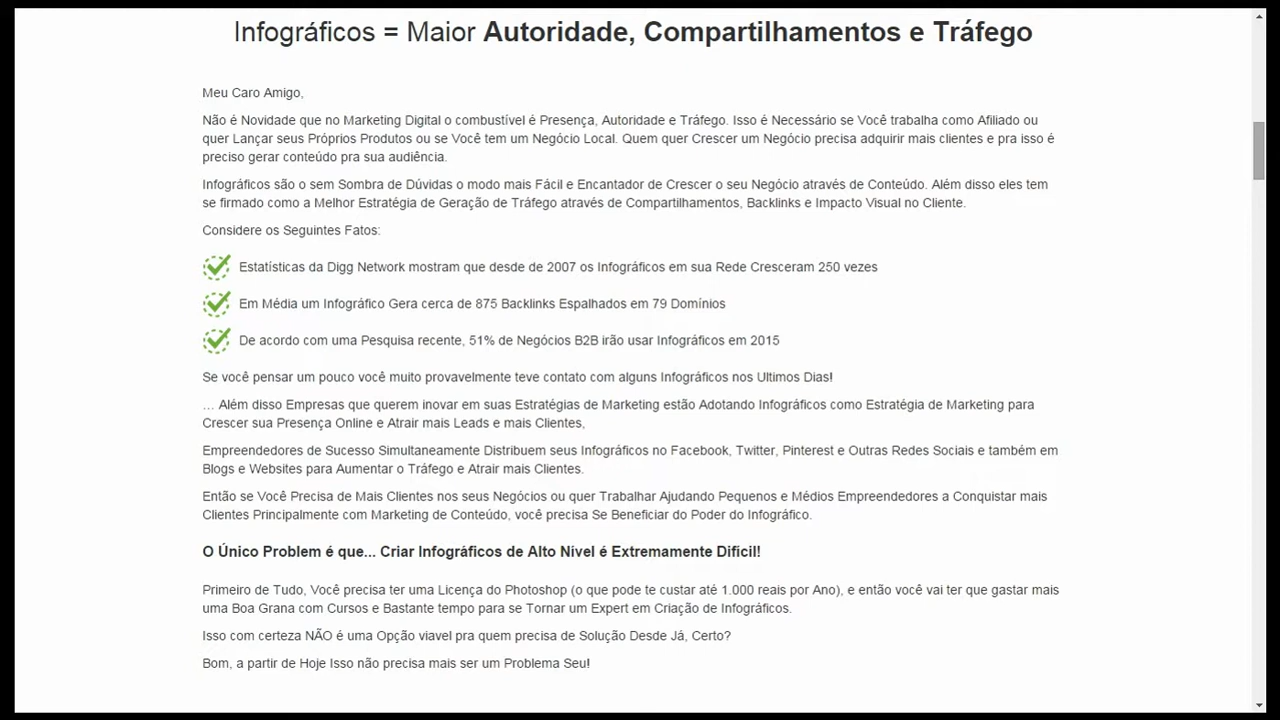 Infográficos = Maior Autoridade, Compartilhamentos e Tráfego
Meu Caro Amigo,
Não é Novidade que no Marketing Digital o combustível é Presença, Autoridade e Tráfego. Isso é Necessário se Você trabalha como Afiliado ou
quer Lançar seus Próprios Produtos ou se Você tem um Negócio Local. Quem quer Crescer um Negócio precisa adquirir mais clientes e pra isso é
preciso gerar conteúdo pra sua audiência.
Infográficos são o sem Sombra de Dúvidas o modo mais Fácil e Encantador de Crescer o seu Negócio através de Conteúdo. Além disso eles tem
se firmado como a Melhor Estratégia de Geração de Tráfego através de Compartilhamentos, Backlinks e Impacto Visual no Cliente.
Considere os Seguintes Fatos:
Estatísticas da Digg Network mostram que desde de 2007 os Infográficos em sua Rede Cresceram 250 vezes
Em Média um Infográfico Gera cerca de 875 Backlinks Espalhados em 79 Domínios
De acordo com uma Pesquisa recente, 51% de Negócios B2B irão usar Infográficos em 2015
Se você pensar um pouco você muito provavelmente teve contato com alguns Infográficos nos Ultimos Dias!
… Além disso Empresas que querem inovar em suas Estratégias de Marketing estão Adotando Infográficos como Estratégia de Marketing para
Crescer sua Presença Online e Atrair mais Leads e mais Clientes,
Empreendedores de Sucesso Simultaneamente Distribuem seus Infográficos no Facebook, Twitter, Pinterest e Outras Redes Sociais e também em
Blogs e Websites para Aumentar o Tráfego e Atrair mais Clientes.
Então se Você Precisa de Mais Clientes nos seus Negócios ou quer Trabalhar Ajudando Pequenos e Médios Empreendedores a Conquistar mais
Clientes Principalmente com Marketing de Conteúdo, você precisa Se Beneficiar do Poder do Infográfico.
O Único Problem é que... Criar Infográficos de Alto Nível é Extremamente Difícil!
Primeiro de Tudo, Você precisa ter uma Licença do Photoshop (o que pode te custar até 1.000 reais por Ano), e então você vai ter que gastar mais
uma Boa Grana com Cursos e Bastante tempo para se Tornar um Expert em Criação de Infográficos.
Isso com certeza NÃO é uma Opção viavel pra quem precisa de Solução Desde Já, Certo?
Bom, a partir de Hoje Isso não precisa mais ser um Problema Seu!